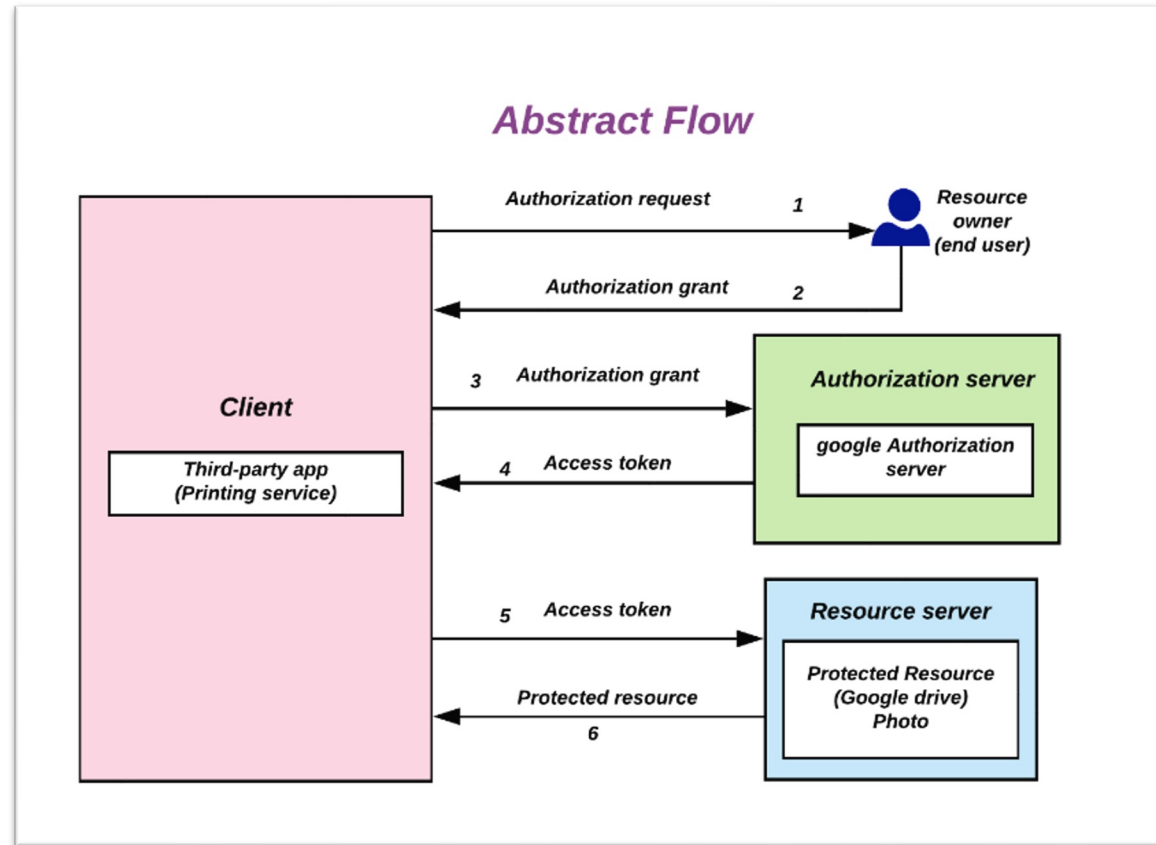 Abstract Flow
Authorization request 1
Resource
owner
(end user)
Authorization grant 2
3 Authorization grant
Authorization server
google Authorization
server
Client
Third-party app
(Printing service)
4 Access token
5 Access token
Resource server
Protected Resource
(Google drive)
Photo
Protected resource
6